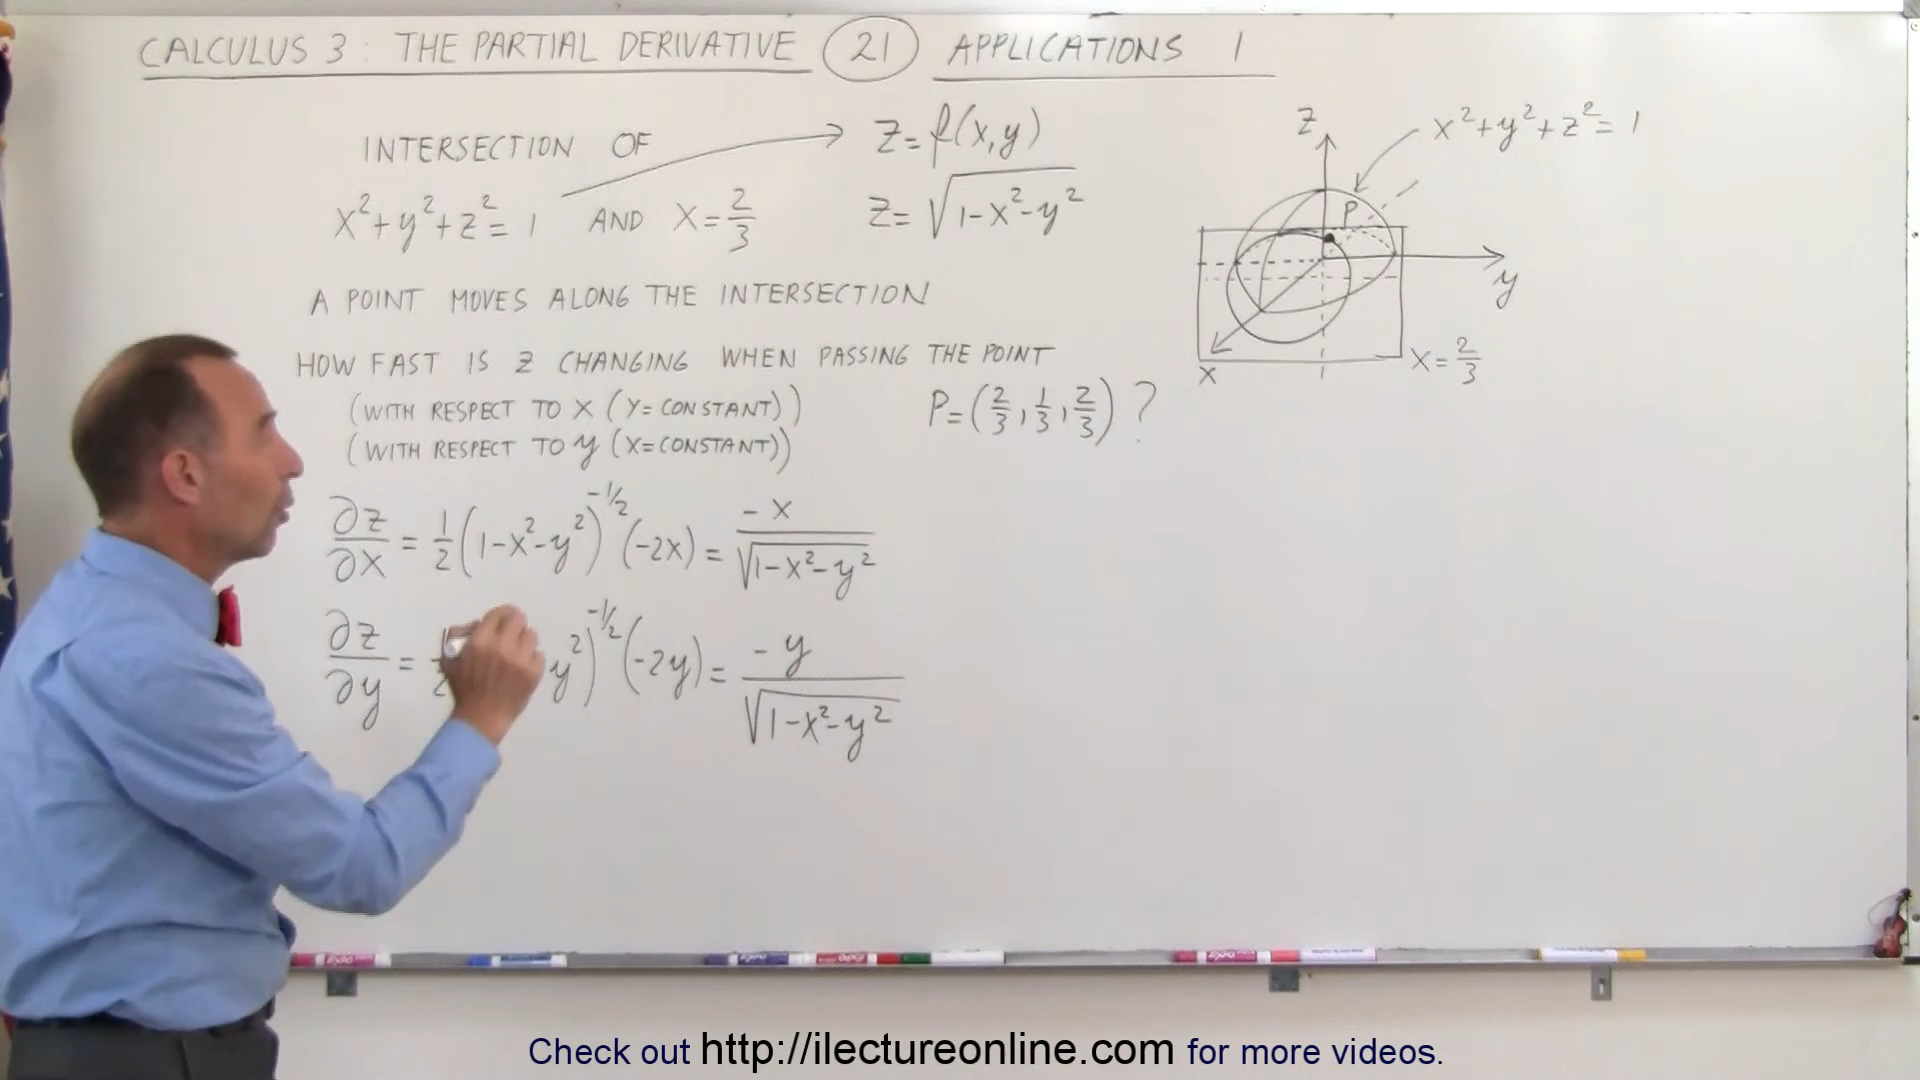 CALCULUS 3 : THE PARTIAL DERIVATIVE 21 APPLICATIONS 1
INTERSECTION OF
x²+y²+z²=1 AND X=2/3
Z=f(x,y)
Z=√(1-x²-y²)
A POINT MOVES ALONG THE INTERSECTION
HOW FAST IS Z CHANGING WHEN PASSING THE POINT
(WITH RESPECT TO X (Y=CONSTANT))
(WITH RESPECT TO y (X=CONSTANT))
P=(2/3, 1/3, 2/3) ?
∂z/∂x = 1/2 (1-x²-y²)^-1/2 (-2x) = -x/√(1-x²-y²)
∂z/∂y = y²)^-1/2 (-2y) = -y/√(1-x²-y²)
z
x²+y²+z²=1
P
y
x
1
X=2/3
Check out http://ilectureonline.com for more videos.